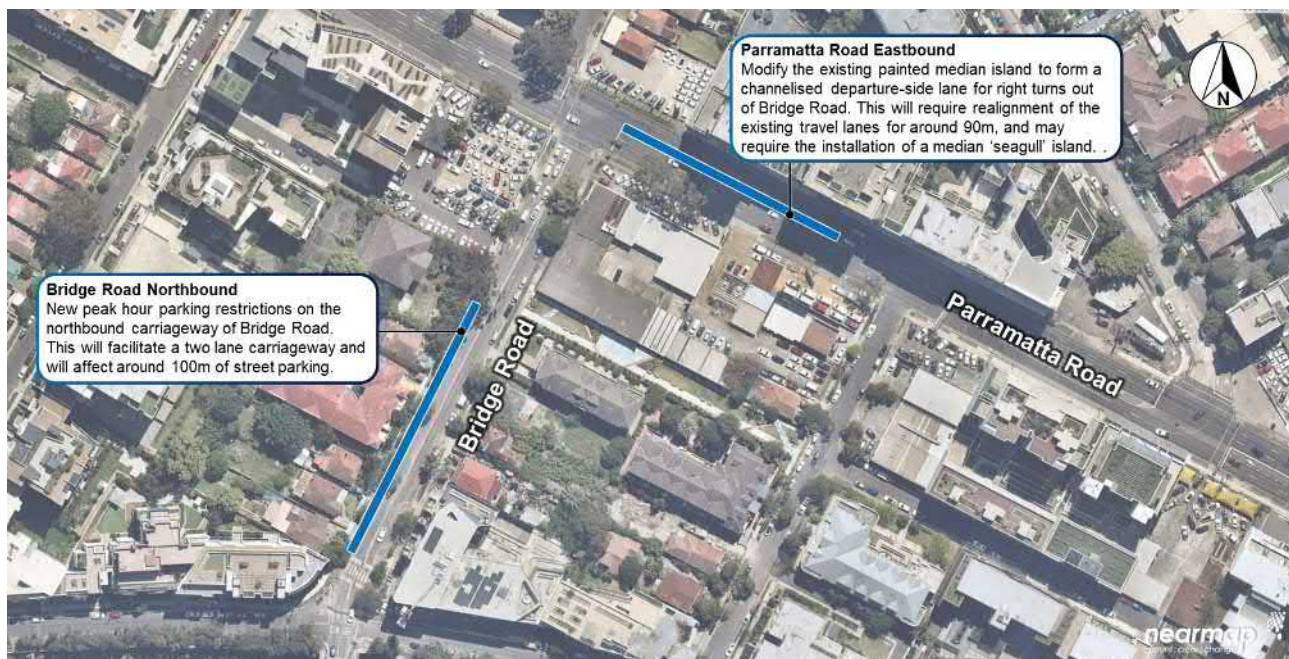 Parramatta Road Eastbound
Modify the existing painted median island to form a
channelised departure-side lane for right turns out
of Bridge Road. This will require realignment of the
existing travel lanes for around 90m, and may
require the installation of a median ‘seagull’ island. .
N
Bridge Road Northbound
New peak hour parking restrictions on the
northbound carriageway of Bridge Road.
This will facilitate a two lane carriageway and
will affect around 100m of street parking.
Bridge Road
Parramatta Road
nearmap